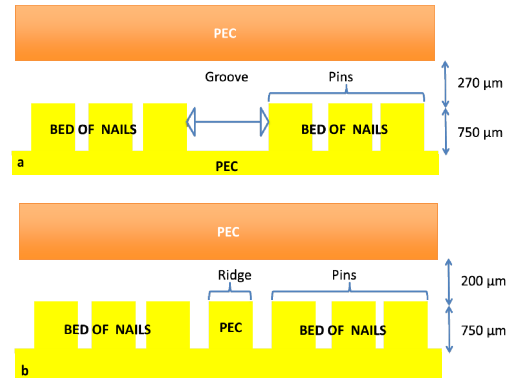 PEC
Groove
Pins
270 μm
BED OF NAILS
BED OF NAILS
750 μm
a
PEC
PEC
Ridge
Pins
200 μm
BED OF NAILS
PEC
BED OF NAILS
750 μm
b